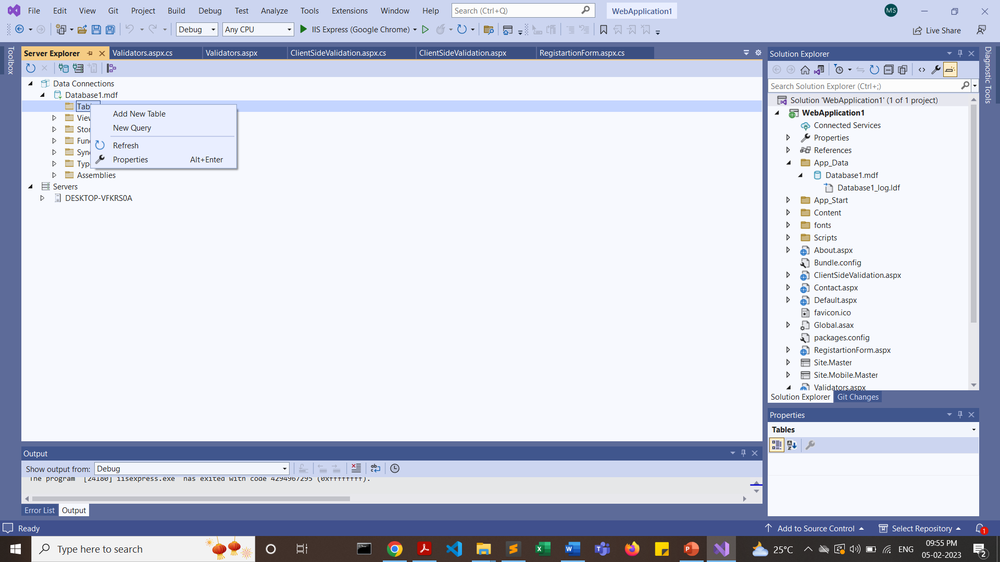 File Edit View Git Project Build Debug Test Analyze Tools Extensions Window Help Search (Ctrl+Q) WebApplication1 MS
Debug Any CPU IIS Express (Google Chrome) Live Share
Toolbox
Server Explorer Validators.aspx.cs Validators.aspx ClientSideValidation.aspx.cs ClientSideValidation.aspx RegistartionForm.aspx.cs
Data Connections
Database1.mdf
Tab
Viev
Stor
Func
Syn
Typ
Assemblies
Servers
DESKTOP-VFKRS0A
Add New Table
New Query
Refresh
Properties Alt+Enter
Solution Explorer
Search Solution Explorer (Ctrl+;)
Solution 'WebApplication1' (1 of 1 project)
WebApplication1
Connected Services
Properties
References
App_Data
Database1.mdf
Database1_log.ldf
App_Start
Content
fonts
Scripts
About.aspx
Bundle.config
ClientSideValidation.aspx
Contact.aspx
Default.aspx
favicon.ico
Global.asax
packages.config
RegistartionForm.aspx
Site.Master
Site.Mobile.Master
Validators.aspx
Solution Explorer Git Changes
Diagnostic Tools
Properties
Tables
Output
Show output from: Debug
The program '[24180] iisexpress.exe' has exited with code 4294967295 (0xffffffff).
Error List Output
Ready Add to Source Control Select Repository 1
Type here to search 25°C ENG 09:55 PM
05-02-2023 2